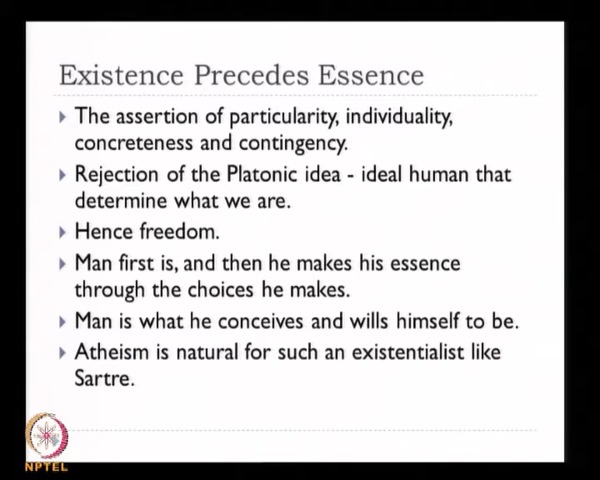 Existence Precedes Essence
The assertion of particularity, individuality,
concreteness and contingency.
Rejection of the Platonic idea - ideal human that
determine what we are.
Hence freedom.
Man first is, and then he makes his essence
through the choices he makes.
Man is what he conceives and wills himself to be.
Atheism is natural for such an existentialist like
Sartre.
NPTEL